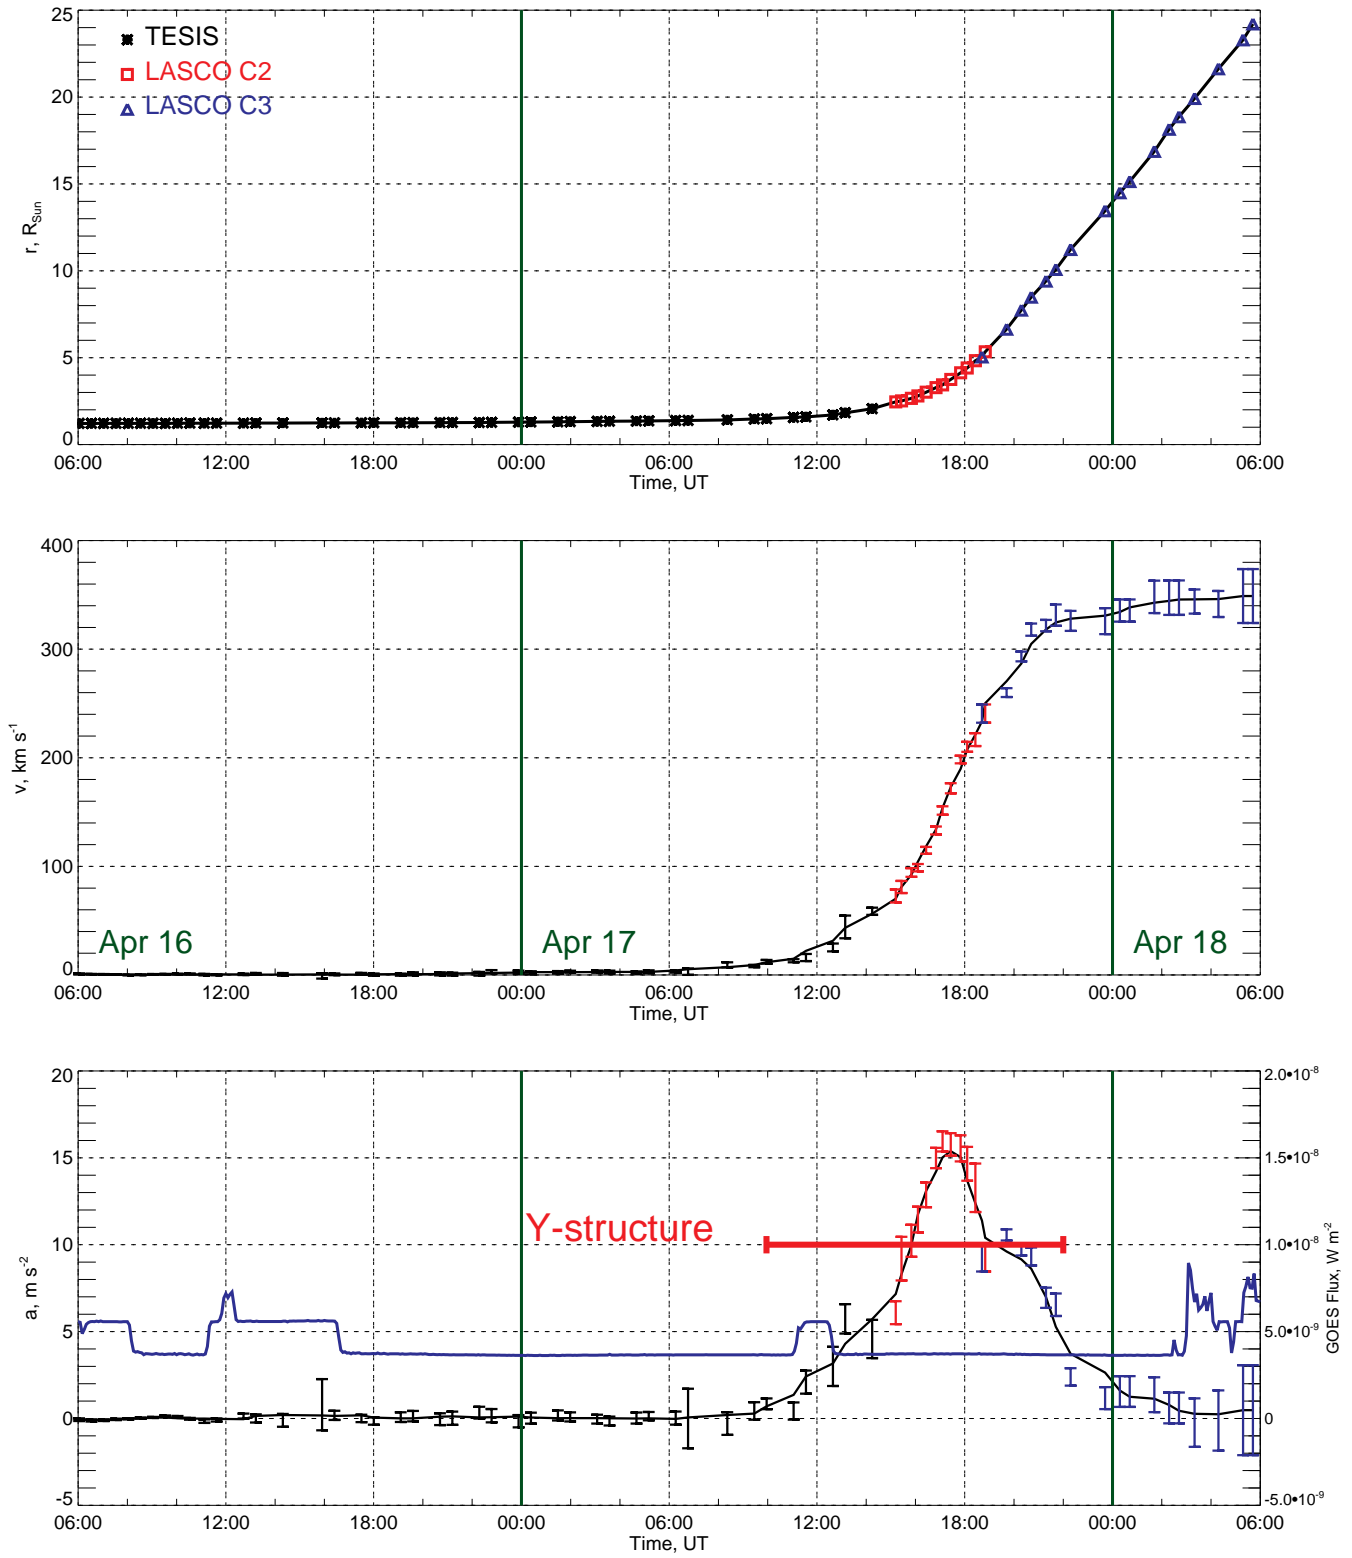 25
20
15
10
5
0
r, R_Sun
TESIS
LASCO C2
LASCO C3
06:00 12:00 18:00 00:00 06:00 12:00 18:00 00:00 06:00
Time, UT
400
300
200
100
0
v, km s⁻¹
Apr 16 Apr 17 Apr 18
06:00 12:00 18:00 00:00 06:00 12:00 18:00 00:00 06:00
Time, UT
20
15
10
5
0
-5
a, m s⁻²
Y-structure
2.0•10⁻⁸
1.5•10⁻⁸
1.0•10⁻⁸
5.0•10⁻⁹
0
-5.0•10⁻⁹
GOES Flux, W m⁻²
06:00 12:00 18:00 00:00 06:00 12:00 18:00 00:00 06:00
Time, UT